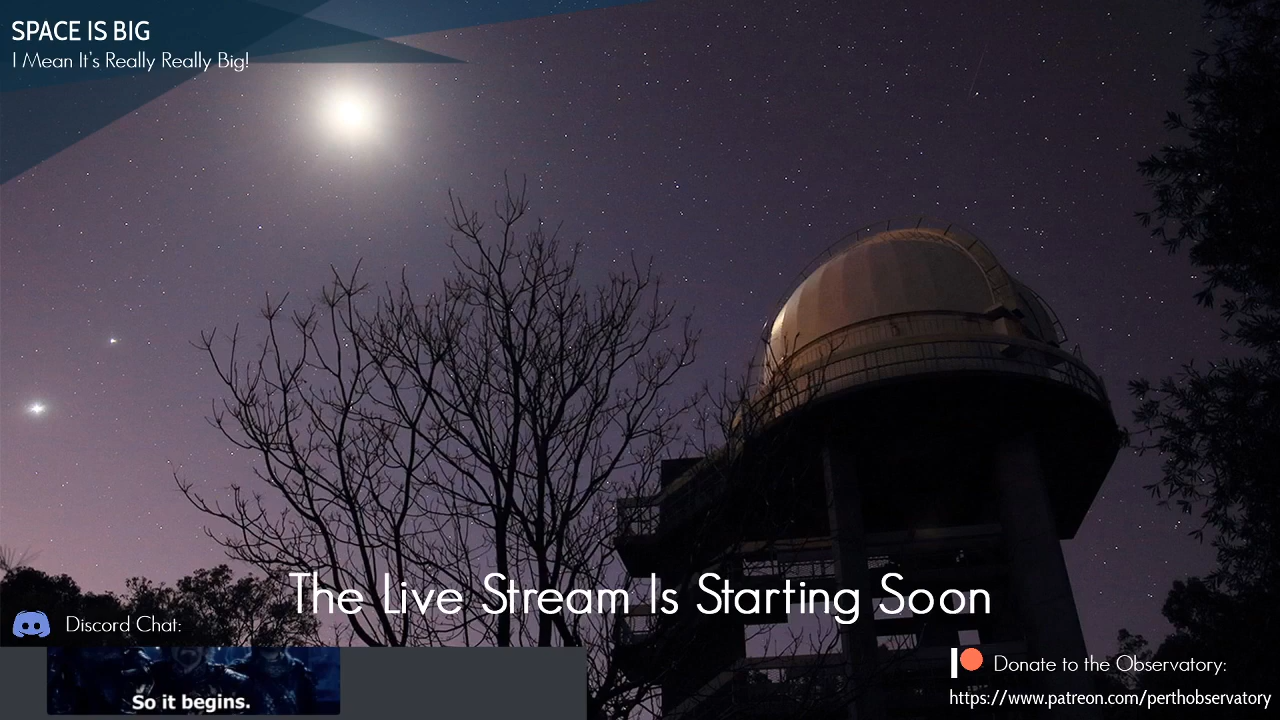 SPACE IS BIG
I Mean It's Really Really Big!
The Live Stream Is Starting Soon
Discord Chat:
So it begins.
Donate to the Observatory:
https://www.patreon.com/perthobservatory